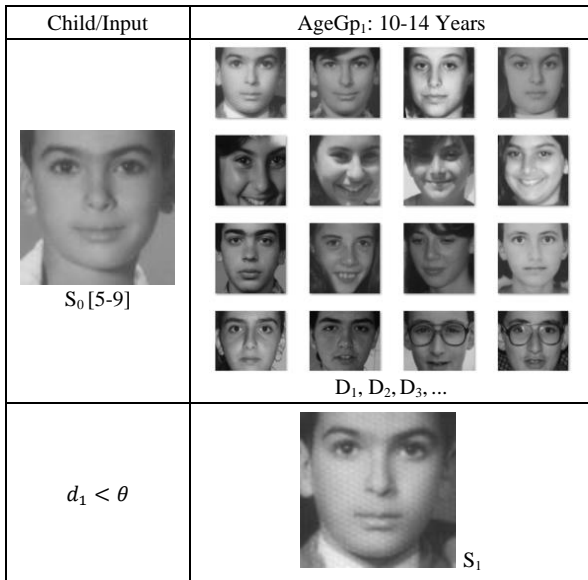 Child/Input
AgeGp₁: 10-14 Years
S₀ [5-9]
D₁, D₂, D₃, ...
d₁ < θ
S₁